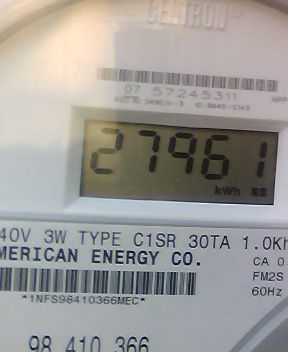 CENTRON®
07 57245311
27961
kWh
40V 3W TYPE C1SR 30TA 1.0Kh
MERICAN ENERGY CO.
CA 0
FM2S
*1NFS98410366MEC*
60Hz
98 410 366